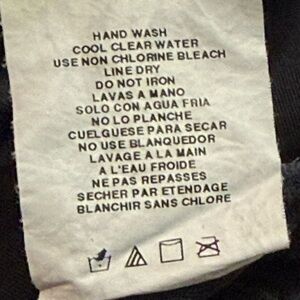 HAND WASH
COOL CLEAR WATER
USE NON CHLORINE BLEACH
LINE DRY
DO NOT IRON
LAVAS A MANO
SOLO CON AGUA FRIA
NO LO PLANCHE
CUELGUESE PARA SECAR
NO USE BLANQUEDOR
LAVAGE A LA MAIN
A L'EAU FROIDE
NE PAS REPASSES
SECHER PAR ETENDAGE
BLANCHIR SANS CHLORE